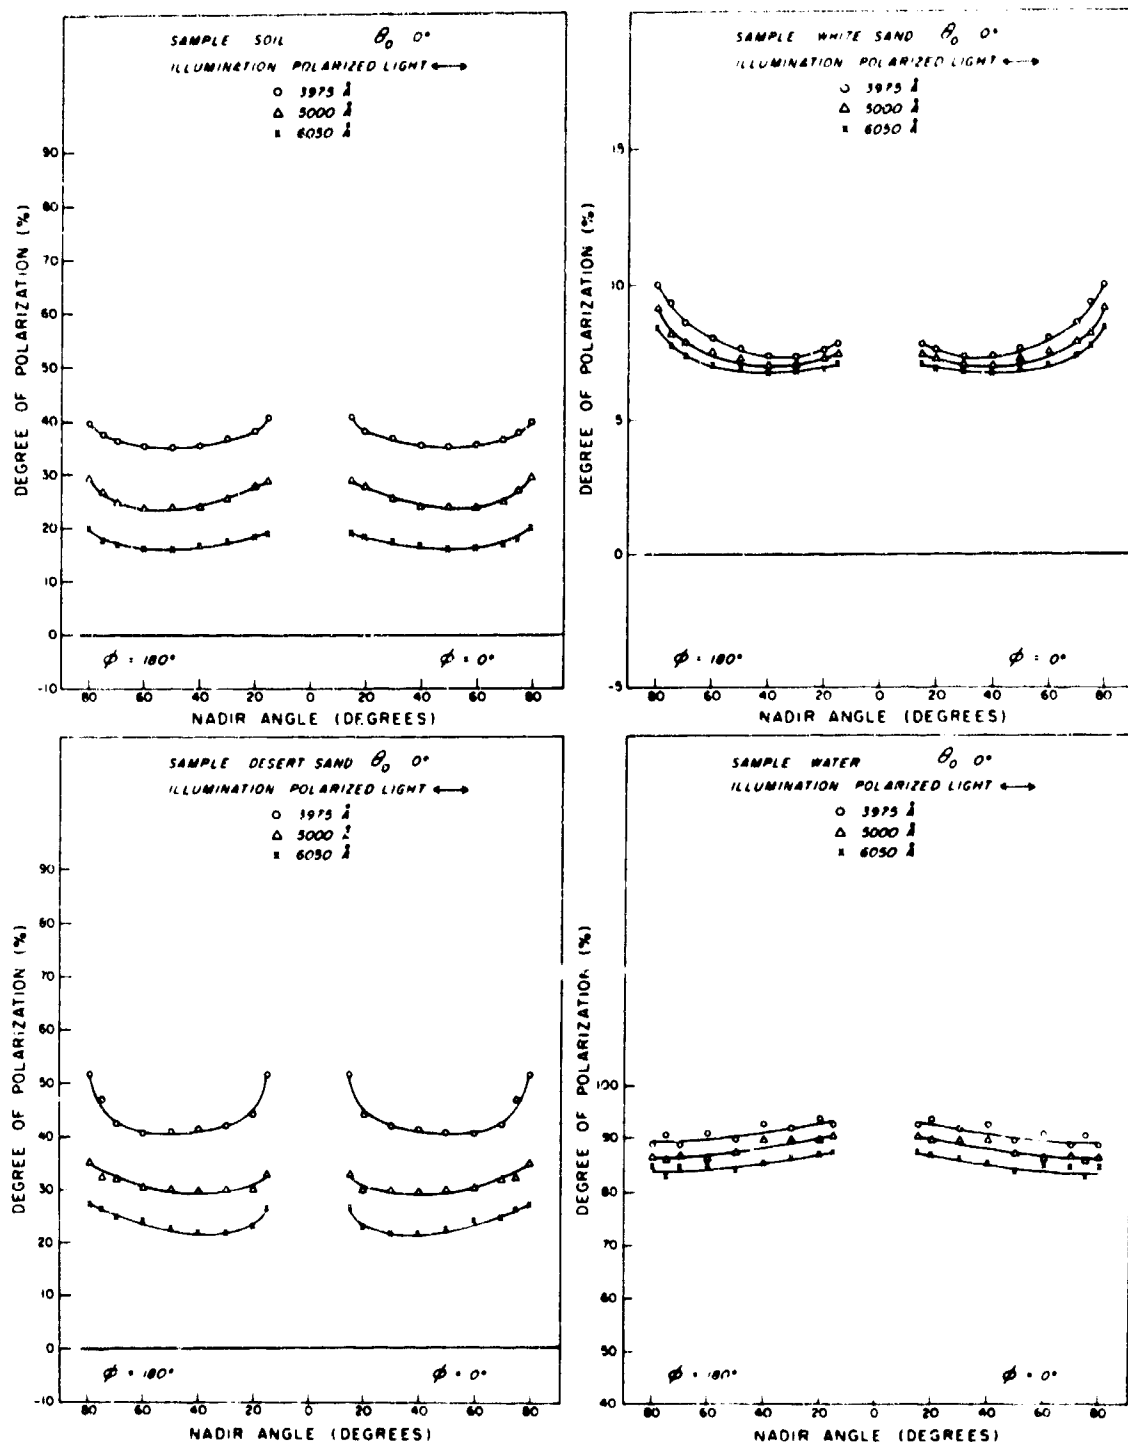 SAMPLE SOIL θ₀ 0°
ILLUMINATION POLARIZED LIGHT ↔
○ 3975 Å
△ 5000 Å
x 6050 Å
DEGREE OF POLARIZATION (%)
90
80
70
60
50
40
30
20
10
0
-10
ϕ = 180°
ϕ = 0°
80 60 40 20 0 20 40 60 80
NADIR ANGLE (DEGREES)
SAMPLE WHITE SAND θ₀ 0°
ILLUMINATION POLARIZED LIGHT ↔
○ 3975 Å
△ 5000 Å
x 6050 Å
DEGREE OF POLARIZATION (%)
15
10
5
0
-5
ϕ = 180°
ϕ = 0°
80 60 40 20 0 20 40 60 80
NADIR ANGLE (DEGREES)
SAMPLE DESERT SAND θ₀ 0°
ILLUMINATION POLARIZED LIGHT ↔
○ 3975 Å
△ 5000 Å
x 6050 Å
DEGREE OF POLARIZATION (%)
90
80
70
60
50
40
30
20
10
0
-10
ϕ = 180°
ϕ = 0°
80 60 40 20 0 20 40 60 80
NADIR ANGLE (DEGREES)
SAMPLE WATER θ₀ 0°
ILLUMINATION POLARIZED LIGHT ↔
○ 3975 Å
△ 5000 Å
x 6050 Å
DEGREE OF POLARIZATION (%)
100
90
80
70
60
50
40
ϕ = 180°
ϕ = 0°
80 60 40 20 0 20 40 60 80
NADIR ANGLE (DEGREES)